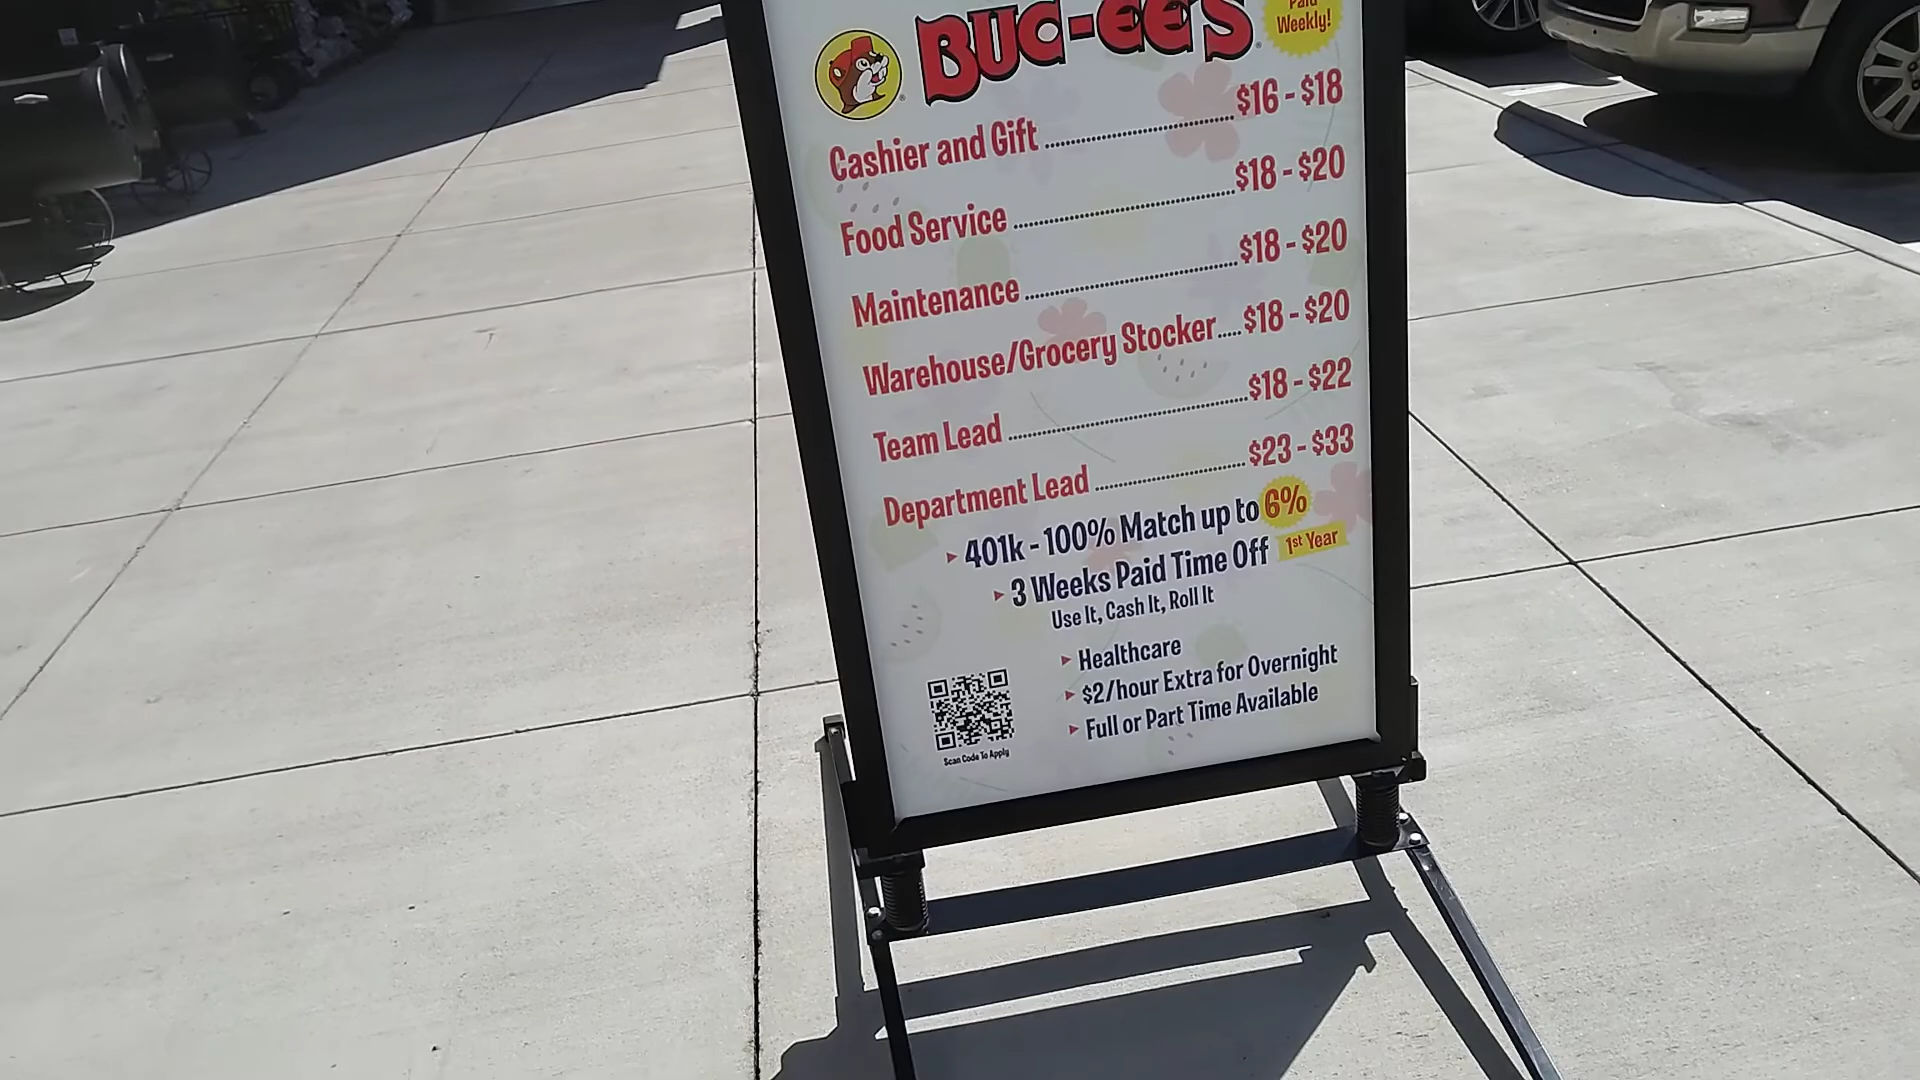 Paid
Weekly!
BUC-EE'S
Cashier and Gift ........................ $16 - $18
Food Service ........................ $18 - $20
Maintenance ........................ $18 - $20
Warehouse/Grocery Stocker..... $18 - $20
Team Lead ........................ $18 - $22
Department Lead ........................ $23 - $33
401k - 100% Match up to 6%
3 Weeks Paid Time Off 1st Year
Use It, Cash It, Roll It
Healthcare
$2/hour Extra for Overnight
Full or Part Time Available
Scan Code To Apply